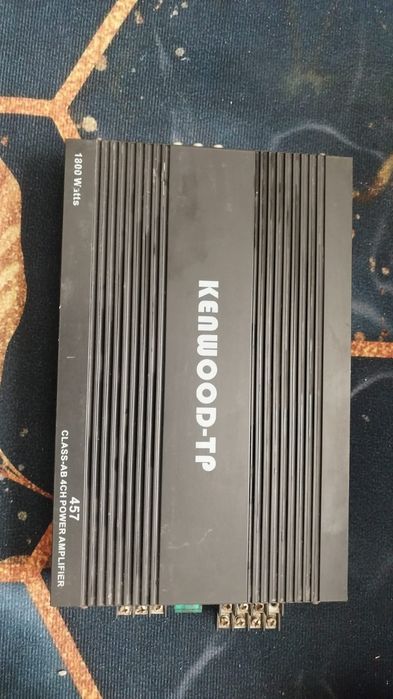 1800 Watts
KENWOOD-TP
457
CLASS-AB 4CH POWER AMPLIFIER